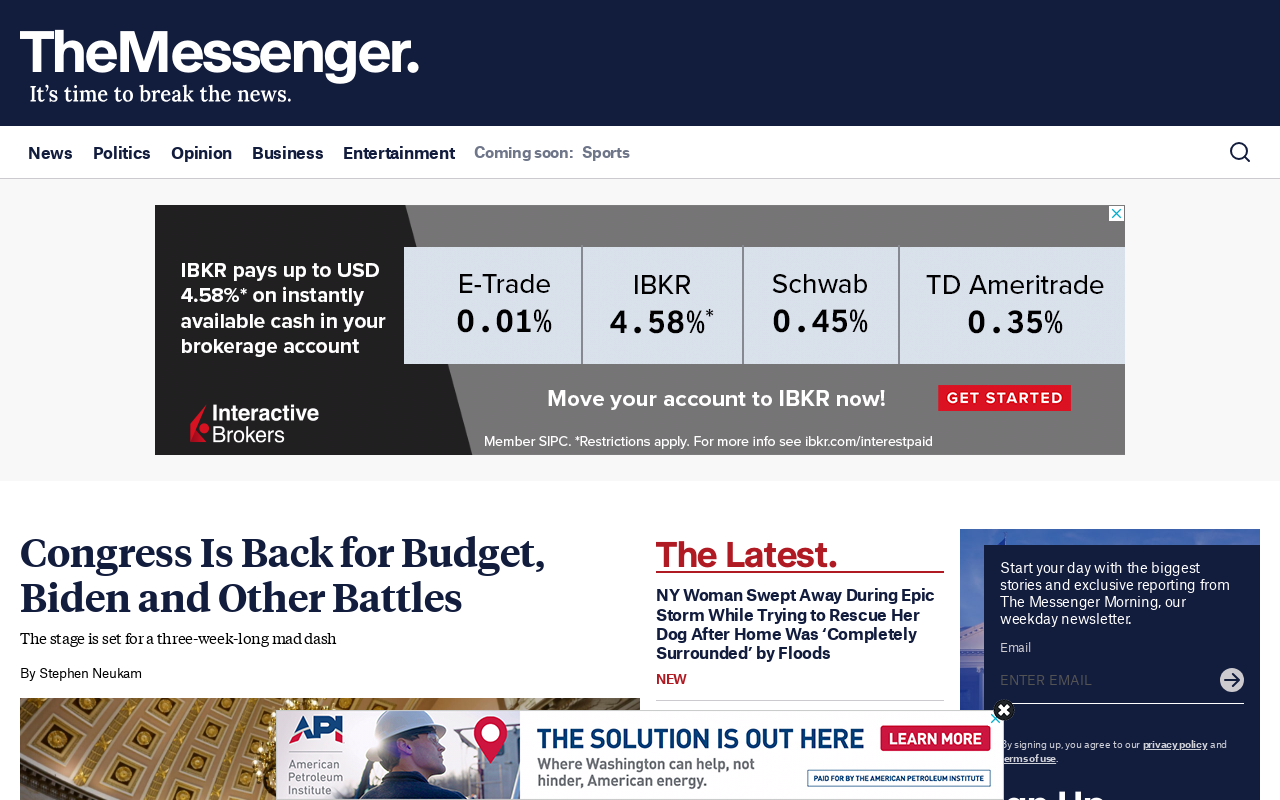 TheMessenger.
It's time to break the news.
News Politics Opinion Business Entertainment Coming soon: Sports
IBKR pays up to USD
4.58%* on instantly
available cash in your
brokerage account
E-Trade
0.01%
IBKR
4.58%*
Schwab
0.45%
TD Ameritrade
0.35%
Interactive
Brokers
Move your account to IBKR now!
GET STARTED
Member SIPC. *Restrictions apply. For more info see ibkr.com/interestpaid
Congress Is Back for Budget,
Biden and Other Battles
The stage is set for a three-week-long mad dash
By Stephen Neukam
The Latest.
NY Woman Swept Away During Epic
Storm While Trying to Rescue Her
Dog After Home Was ‘Completely
Surrounded’ by Floods
NEW
Start your day with the biggest
stories and exclusive reporting from
The Messenger Morning, our
weekday newsletter.
Email
ENTER EMAIL
By signing up, you agree to our privacy policy and
terms of use.
API
American
Petroleum
Institute
THE SOLUTION IS OUT HERE
Where Washington can help, not
hinder, American energy.
LEARN MORE
PAID FOR BY THE AMERICAN PETROLEUM INSTITUTE